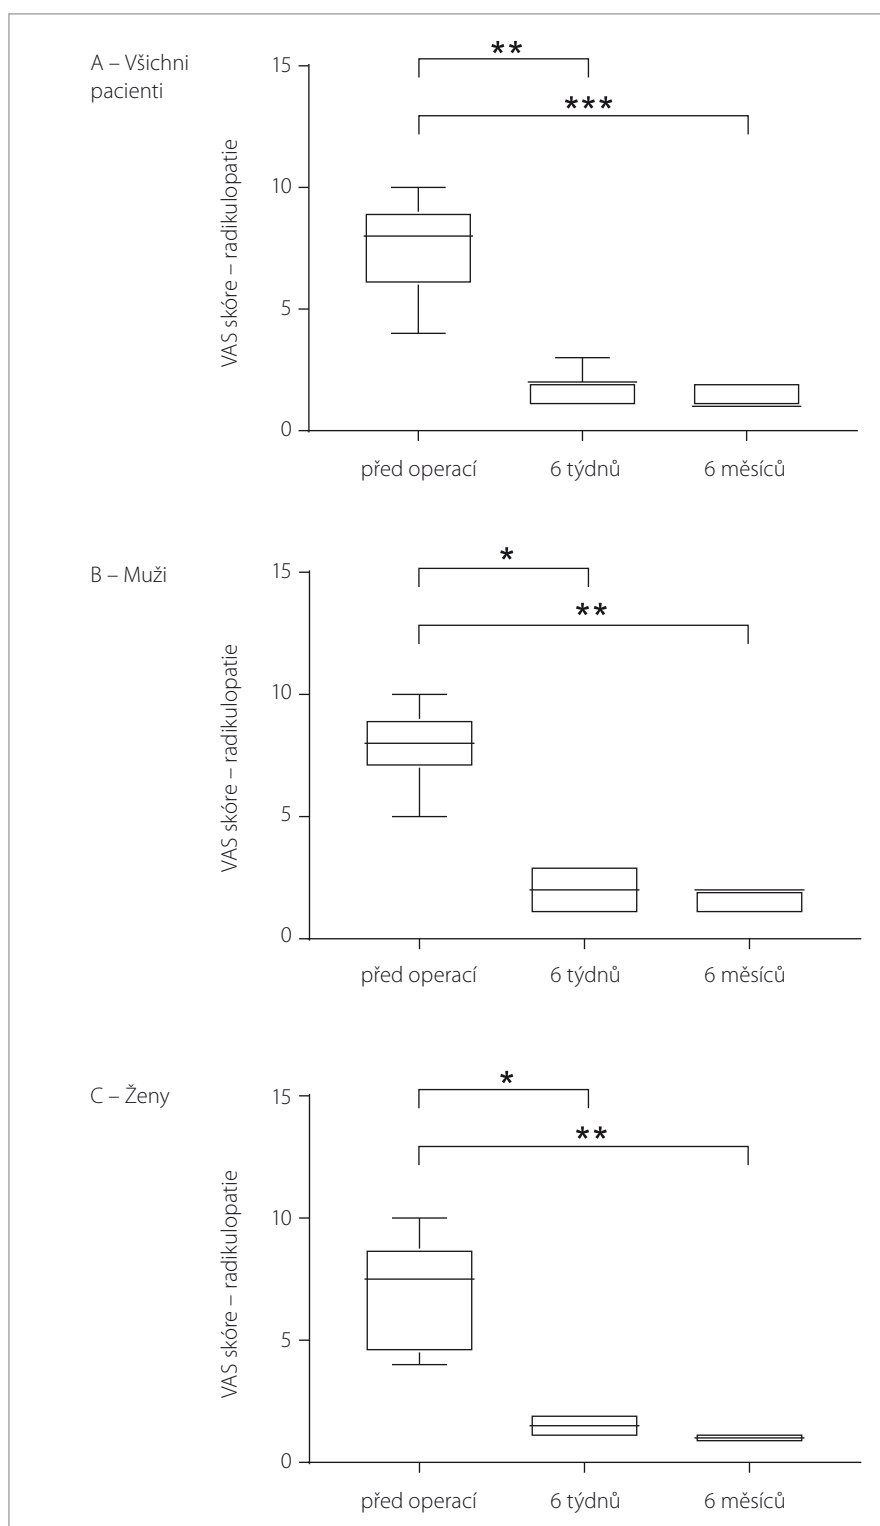 A – Všichni
pacienti
VAS skóre – radikulopatie
15
10
5
0
**
***
před operací
6 týdnů
6 měsíců
B – Muži
VAS skóre – radikulopatie
15
10
5
0
*
**
před operací
6 týdnů
6 měsíců
C – Ženy
VAS skóre – radikulopatie
15
10
5
0
*
**
před operací
6 týdnů
6 měsíců